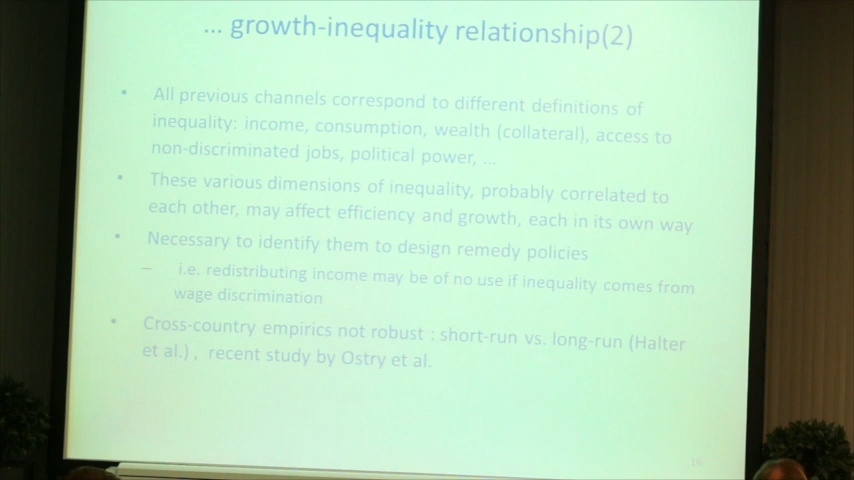 ... growth-inequality relationship(2)
• All previous channels correspond to different definitions of
inequality: income, consumption, wealth (collateral), access to
non-discriminated jobs, political power, ...
• These various dimensions of inequality, probably correlated to
each other, may affect efficiency and growth, each in its own way
• Necessary to identify them to design remedy policies
– i.e. redistributing income may be of no use if inequality comes from
wage discrimination
• Cross-country empirics not robust : short-run vs. long-run (Halter
et al.) , recent study by Ostry et al.